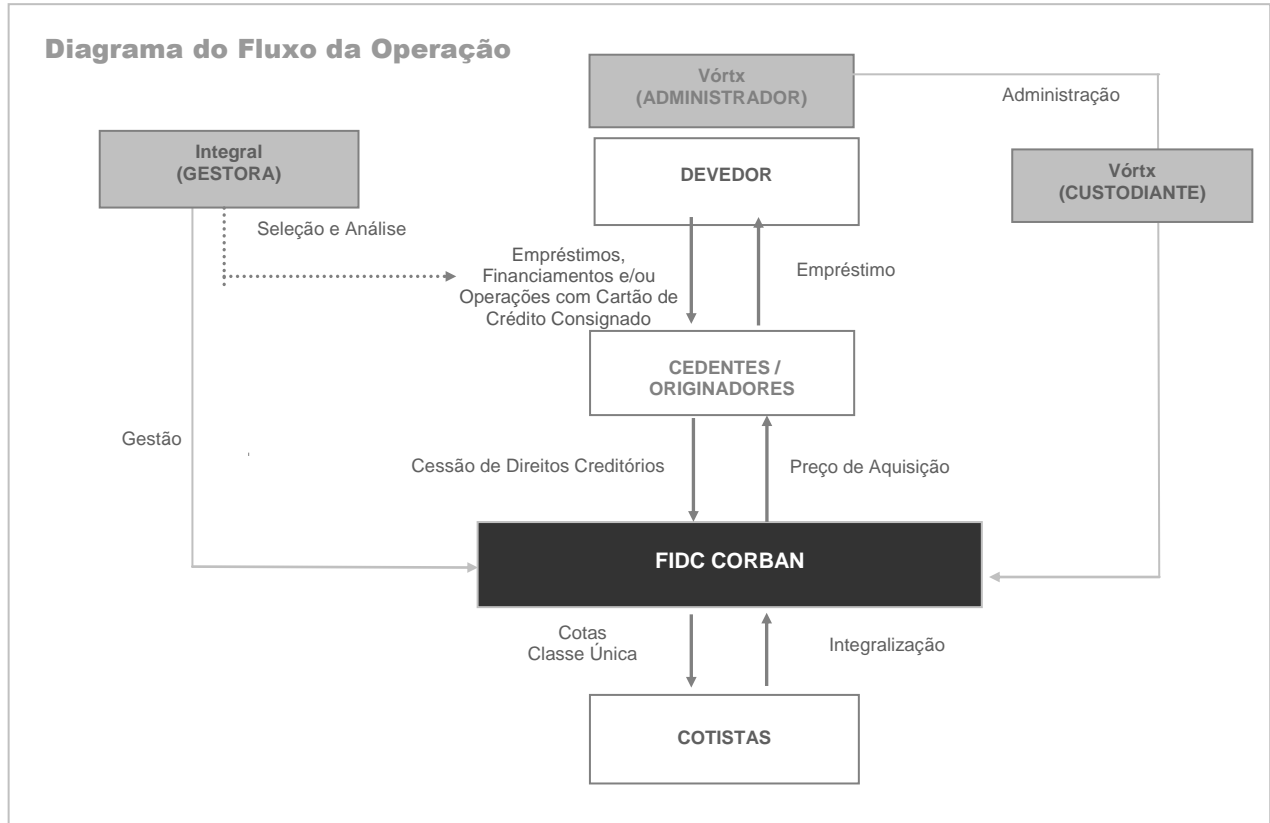 Diagrama do Fluxo da Operação
Vórtx
(ADMINISTRADOR)
Administração
Integral
(GESTORA)
DEVEDOR
Vórtx
(CUSTODIANTE)
Seleção e Análise
Empréstimos,
Financiamentos e/ou
Operações com Cartão de
Crédito Consignado
Empréstimo
CEDENTES /
ORIGINADORES
Gestão
Cessão de Direitos Creditórios
Preço de Aquisição
FIDC CORBAN
Cotas
Classe Única
Integralização
COTISTAS